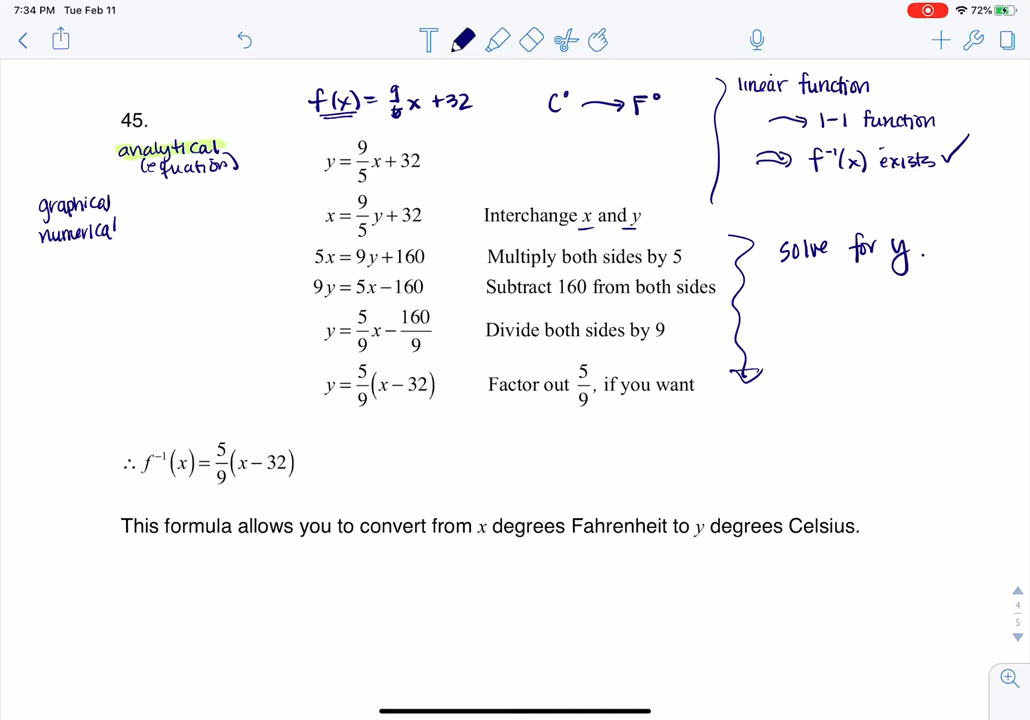 7:34 PM Tue Feb 11
72%
f(x) = 9/5 x + 32
C° → F°
linear function
→ 1-1 function
⇒ f⁻¹(x) exists ✓
45.
analytical
(equation)
graphical
numerical
y = 9/5 x + 32
x = 9/5 y + 32 Interchange x and y
5x = 9y + 160 Multiply both sides by 5
9y = 5x − 160 Subtract 160 from both sides
y = 5/9 x − 160/9 Divide both sides by 9
y = 5/9 (x − 32) Factor out 5/9, if you want
solve for y.
∴ f⁻¹(x) = 5/9 (x − 32)
This formula allows you to convert from x degrees Fahrenheit to y degrees Celsius.
4
5